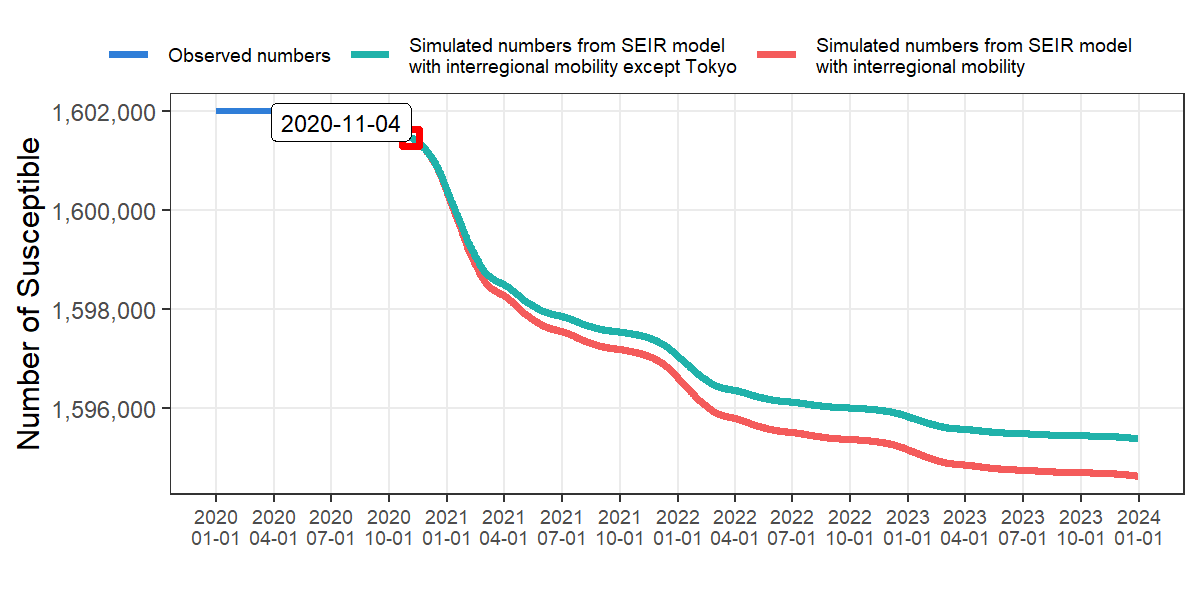 Observed numbers
Simulated numbers from SEIR model
with interregional mobility except Tokyo
Simulated numbers from SEIR model
with interregional mobility
Number of Susceptible
1,602,000
1,600,000
1,598,000
1,596,000
2020-11-04
2020 2020 2020 2020 2021 2021 2021 2021 2022 2022 2022 2022 2023 2023 2023 2023 2024
01-01 04-01 07-01 10-01 01-01 04-01 07-01 10-01 01-01 04-01 07-01 10-01 01-01 04-01 07-01 10-01 01-01